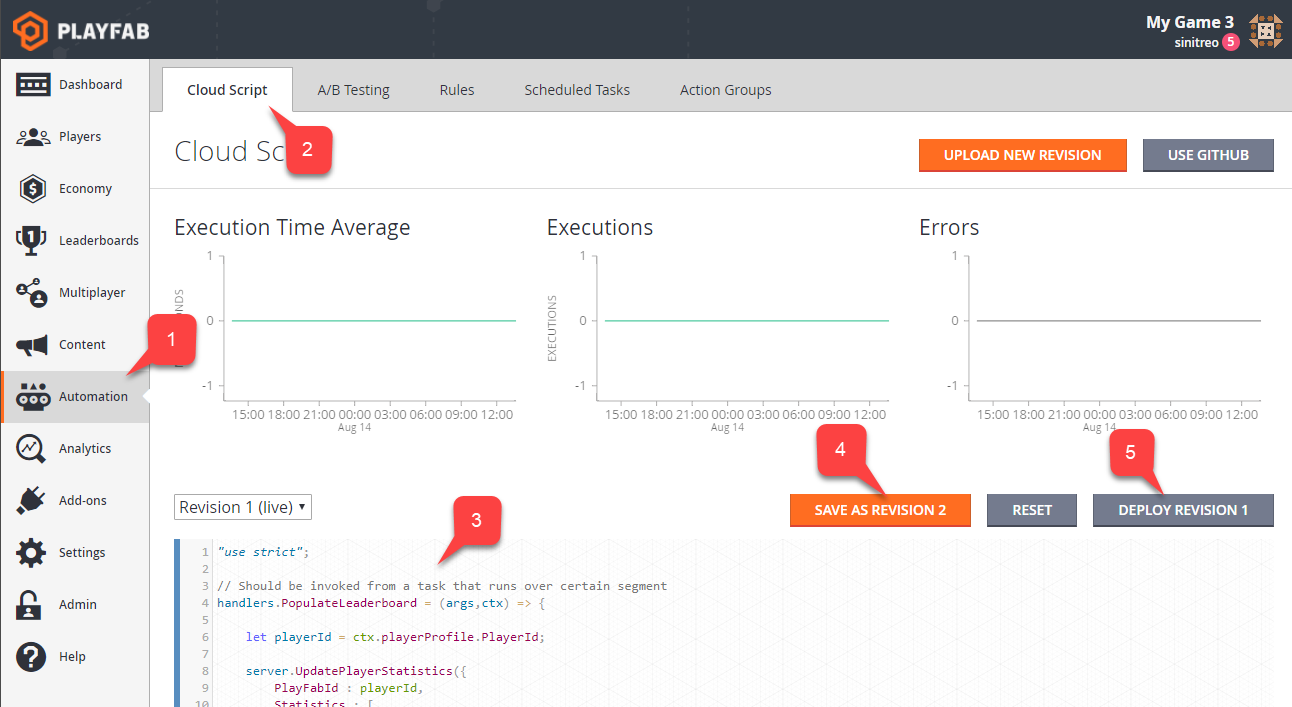 PLAYFAB
My Game 3
sinitreo 5
Dashboard
Players
Economy
Leaderboards
Multiplayer
Content
Automation
Analytics
Add-ons
Settings
Admin
Help
Cloud Script A/B Testing Rules Scheduled Tasks Action Groups
1
2
3
4
5
Cloud Sc
UPLOAD NEW REVISION USE GITHUB
Execution Time Average
1
0
-1
15:00 18:00 21:00 00:00 03:00 06:00 09:00 12:00
Aug 14
Executions
EXECUTIONS
1
0
-1
15:00 18:00 21:00 00:00 03:00 06:00 09:00 12:00
Aug 14
Errors
1
0
-1
15:00 18:00 21:00 00:00 03:00 06:00 09:00 12:00
Aug 14
Revision 1 (live) SAVE AS REVISION 2 RESET DEPLOY REVISION 1
1 "use strict";
2
3 // Should be invoked from a task that runs over certain segment
4 handlers.PopulateLeaderboard = (args,ctx) => {
5
6 let playerId = ctx.playerProfile.PlayerId;
7
8 server.UpdatePlayerStatistics({
9 PlayFabId : playerId,
10 Statistics : [